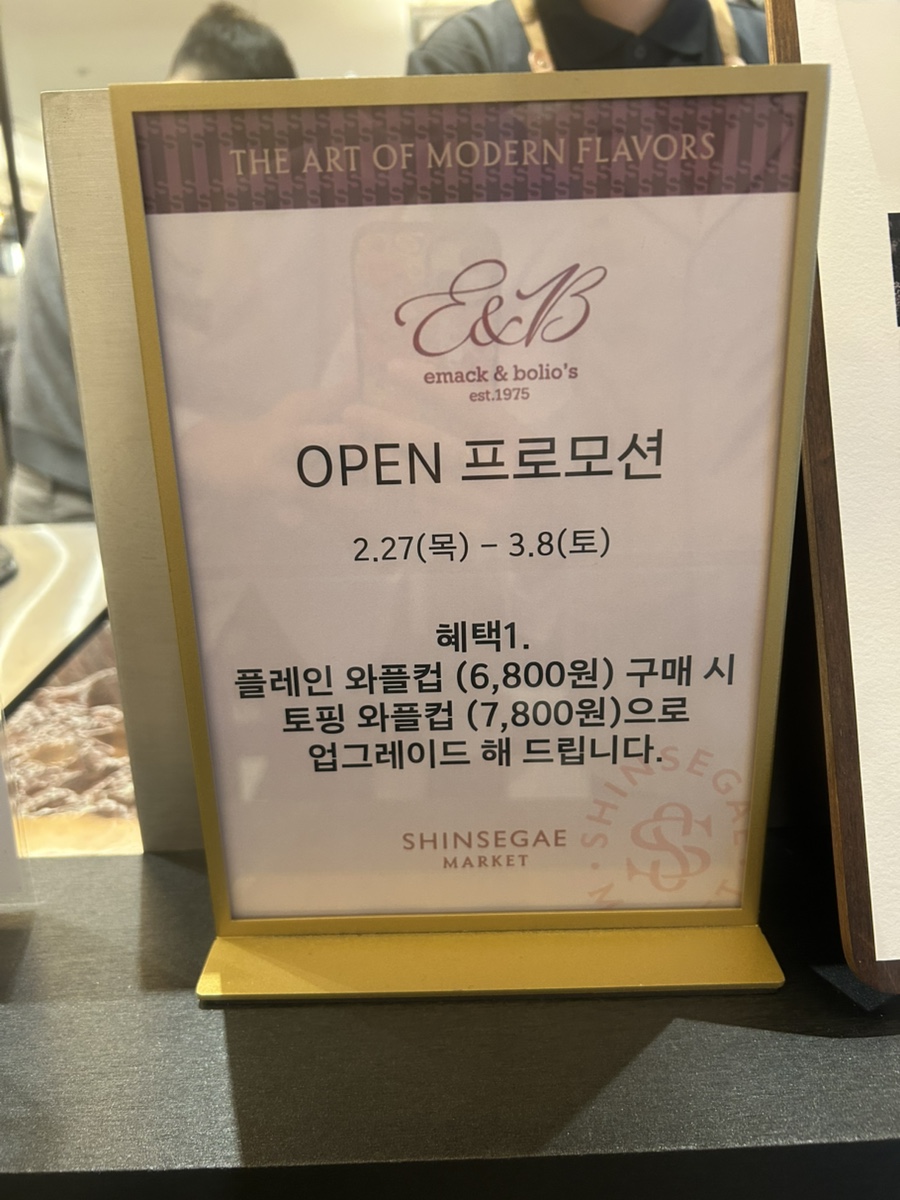 THE ART OF MODERN FLAVORS
E&B
emack & bolio's
est.1975
OPEN 프로모션
2.27(목) – 3.8(토)
혜택1.
플레인 와플컵 (6,800원) 구매 시
토핑 와플컵 (7,800원)으로
업그레이드 해 드립니다.
SHINSEGAE
MARKET
SHINSEGAE